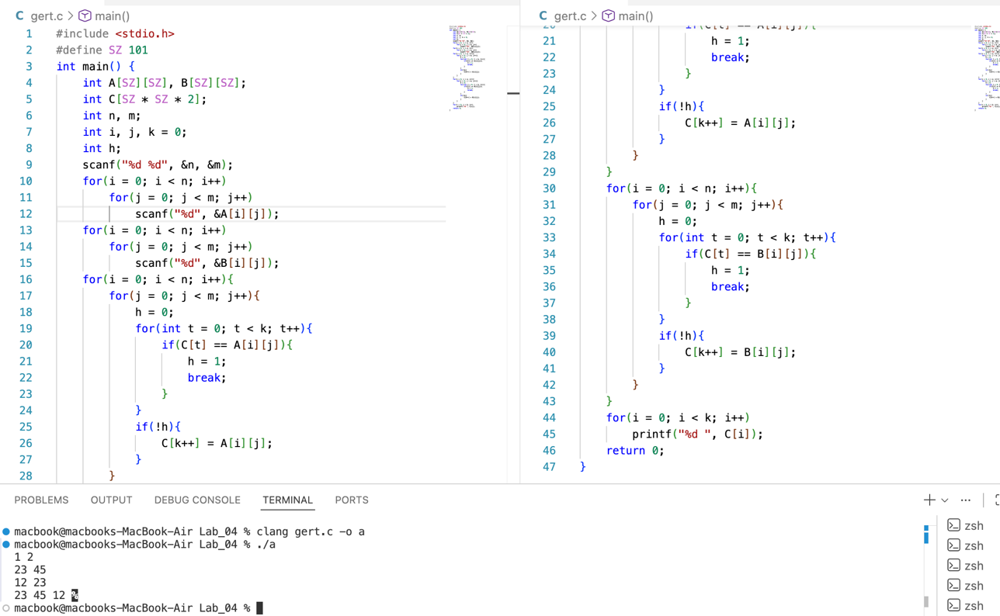 C gert.c > main()
1 #include <stdio.h>
2 #define SZ 101
3 int main() {
4 int A[SZ][SZ], B[SZ][SZ];
5 int C[SZ * SZ * 2];
6 int n, m;
7 int i, j, k = 0;
8 int h;
9 scanf("%d %d", &n, &m);
10 for(i = 0; i < n; i++)
11 for(j = 0; j < m; j++)
12 scanf("%d", &A[i][j]);
13 for(i = 0; i < n; i++)
14 for(j = 0; j < m; j++)
15 scanf("%d", &B[i][j]);
16 for(i = 0; i < n; i++){
17 for(j = 0; j < m; j++){
18 h = 0;
19 for(int t = 0; t < k; t++){
20 if(C[t] == A[i][j]){
21 h = 1;
22 break;
23 }
24 }
25 if(!h){
26 C[k++] = A[i][j];
27 }
28 }
C gert.c > main()
20 if(C[t] == A[i][j]){
21 h = 1;
22 break;
23 }
24 }
25 if(!h){
26 C[k++] = A[i][j];
27 }
28 }
29 }
30 for(i = 0; i < n; i++){
31 for(j = 0; j < m; j++){
32 h = 0;
33 for(int t = 0; t < k; t++){
34 if(C[t] == B[i][j]){
35 h = 1;
36 break;
37 }
38 }
39 if(!h){
40 C[k++] = B[i][j];
41 }
42 }
43 }
44 for(i = 0; i < k; i++)
45 printf("%d ", C[i]);
46 return 0;
47 }
PROBLEMS OUTPUT DEBUG CONSOLE TERMINAL PORTS
macbook@macbooks-MacBook-Air Lab_04 % clang gert.c -o a
macbook@macbooks-MacBook-Air Lab_04 % ./a
1 2
23 45
12 23
23 45 12 %
macbook@macbooks-MacBook-Air Lab_04 %
zsh
zsh
zsh
zsh
zsh